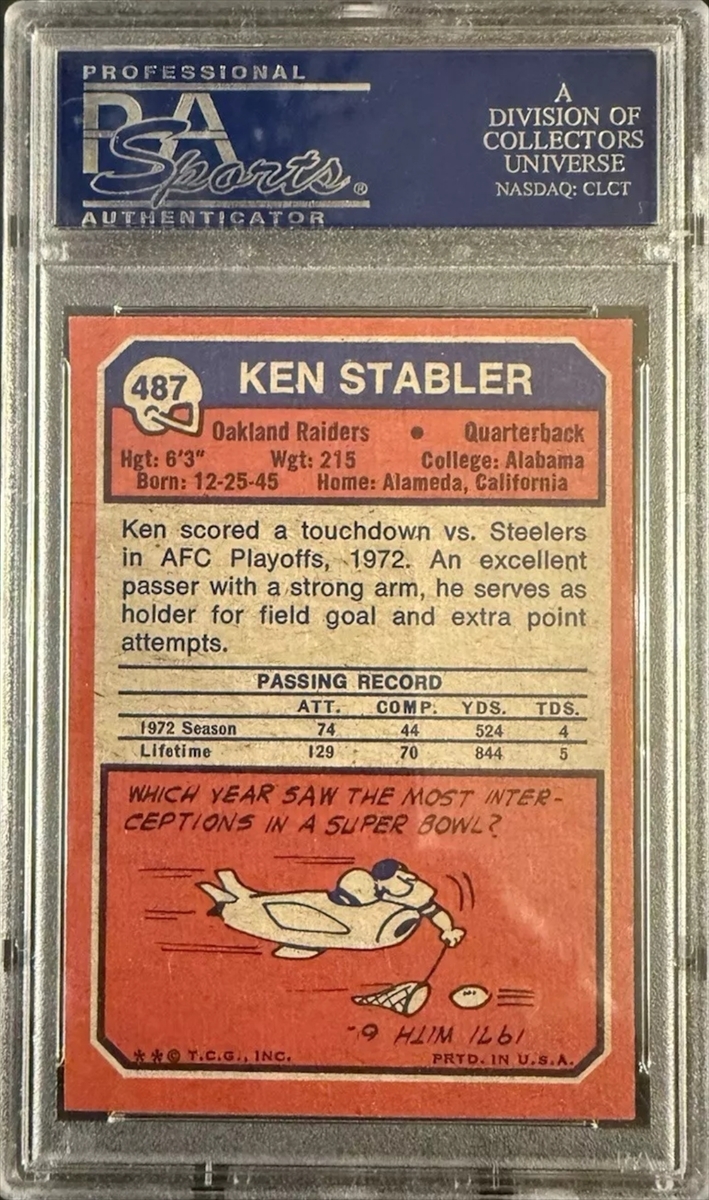 PROFESSIONAL
PSA
Sports®
AUTHENTICATOR
A
DIVISION OF
COLLECTORS
UNIVERSE
NASDAQ: CLCT
487 KEN STABLER
Oakland Raiders • Quarterback
Hgt: 6'3" Wgt: 215 College: Alabama
Born: 12-25-45 Home: Alameda, California
Ken scored a touchdown vs. Steelers
in AFC Playoffs, 1972. An excellent
passer with a strong arm, he serves as
holder for field goal and extra point
attempts.
PASSING RECORD
ATT. COMP. YDS. TDS.
1972 Season 74 44 524 4
Lifetime 129 70 844 5
WHICH YEAR SAW THE MOST INTER-
CEPTIONS IN A SUPER BOWL?
1971 WITH 6-
**© T.C.G., INC. PRTD. IN U.S.A.